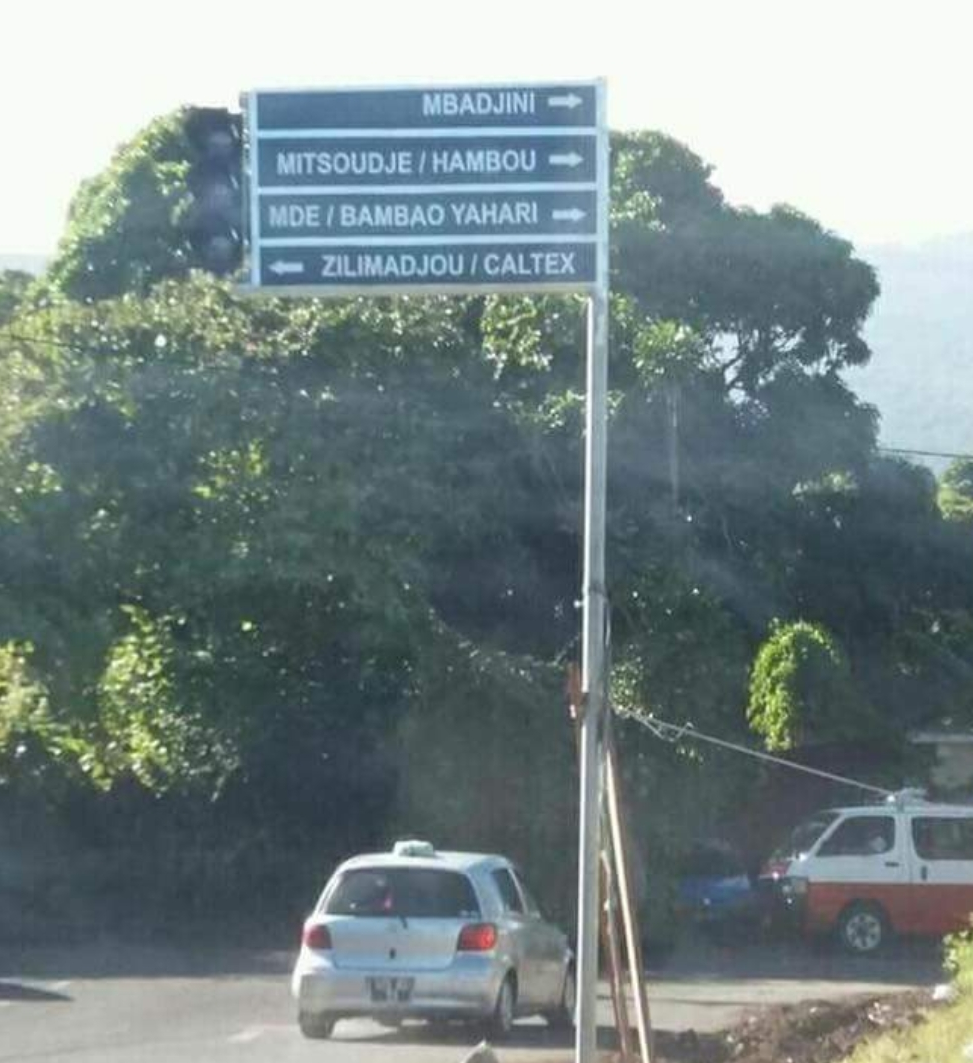 MBADJINI →
MITSOUDJE / HAMBOU →
MDE / BAMBAO YAHARI →
← ZILIMADJOU / CALTEX